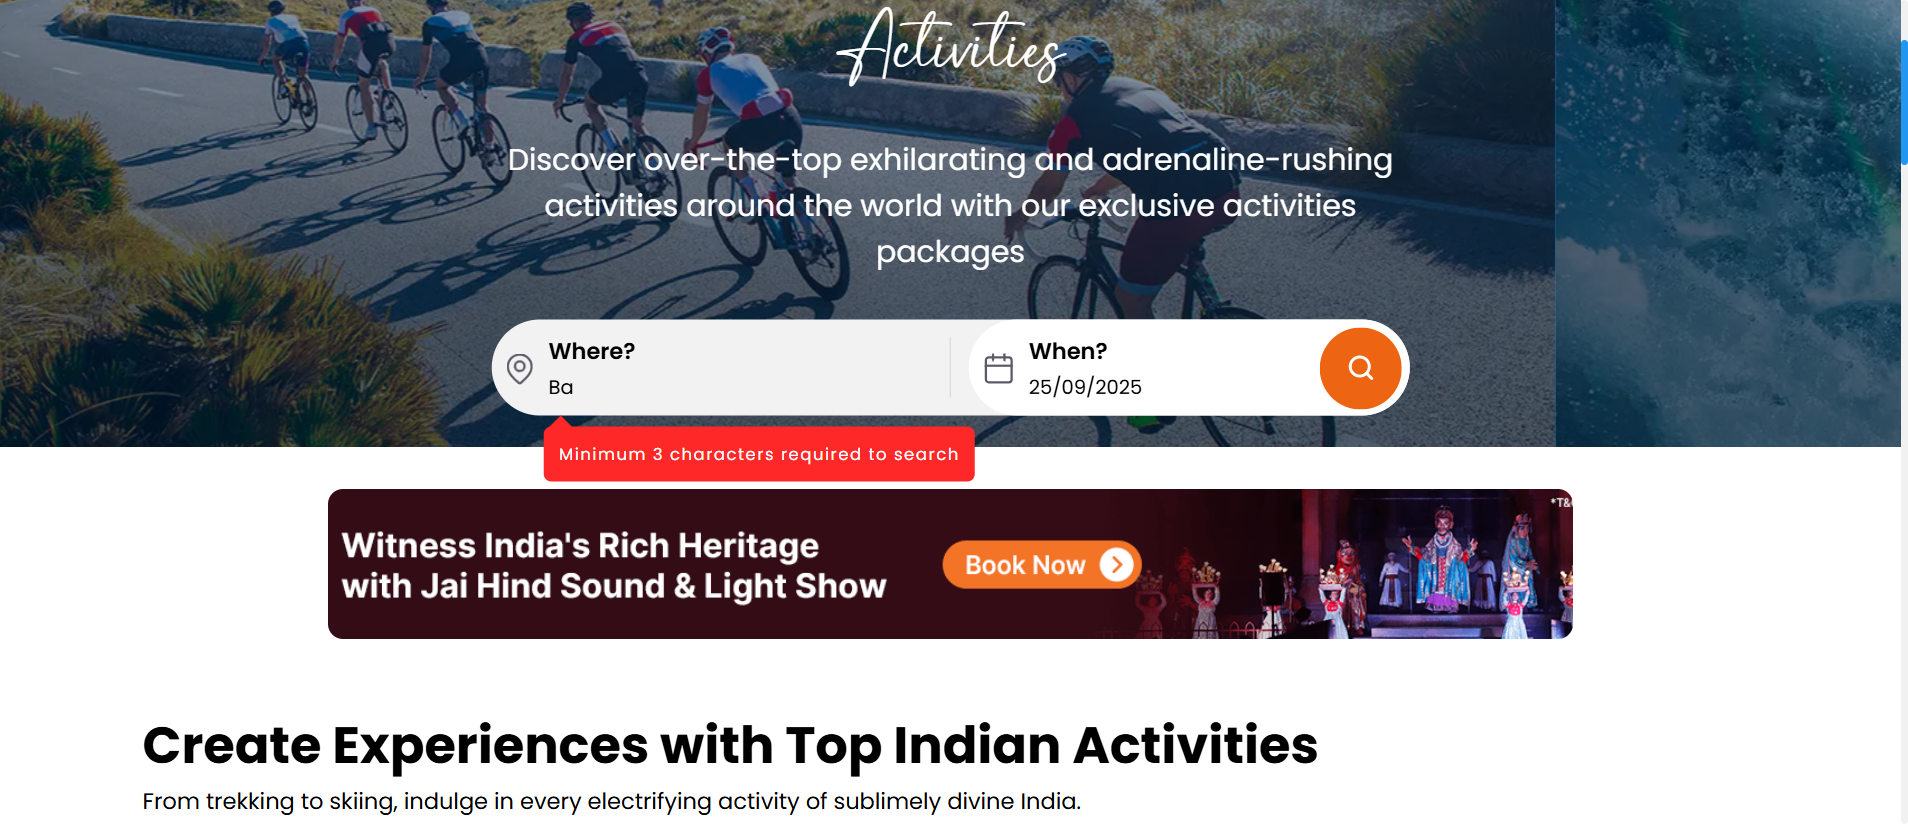 Activities
Discover over-the-top exhilarating and adrenaline-rushing
activities around the world with our exclusive activities
packages
Where?
Ba
When?
25/09/2025
Minimum 3 characters required to search
Witness India's Rich Heritage
with Jai Hind Sound & Light Show
Book Now
Create Experiences with Top Indian Activities
From trekking to skiing, indulge in every electrifying activity of sublimely divine India.